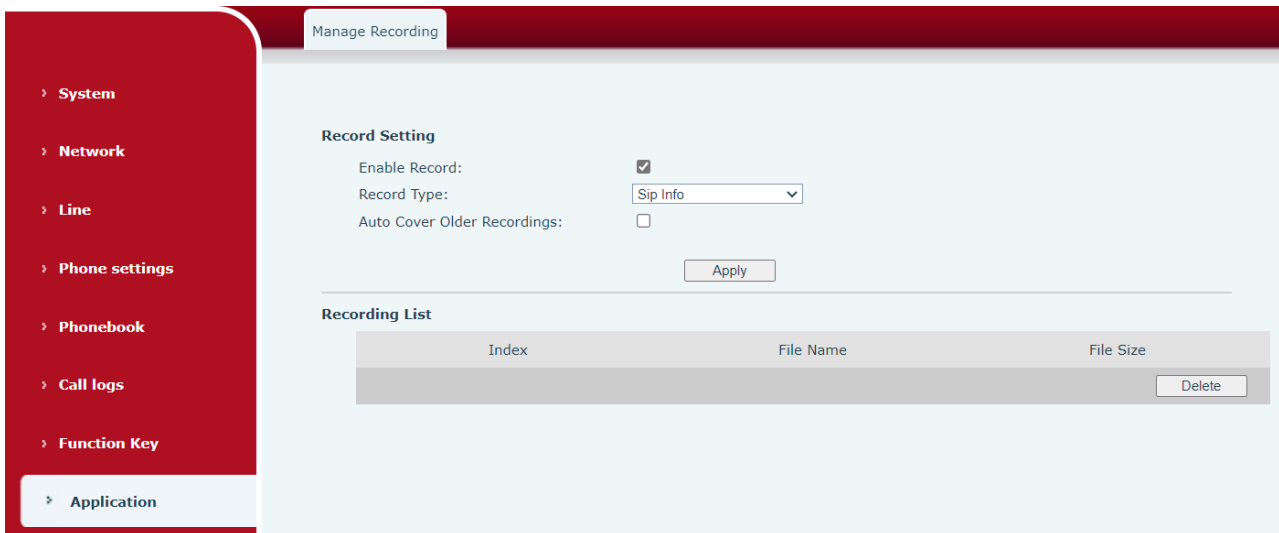 Manage Recording
System
Network
Line
Phone settings
Phonebook
Call logs
Function Key
Application
Record Setting
Enable Record:
Record Type: Sip Info
Auto Cover Older Recordings:
Apply
Recording List
Index File Name File Size
Delete